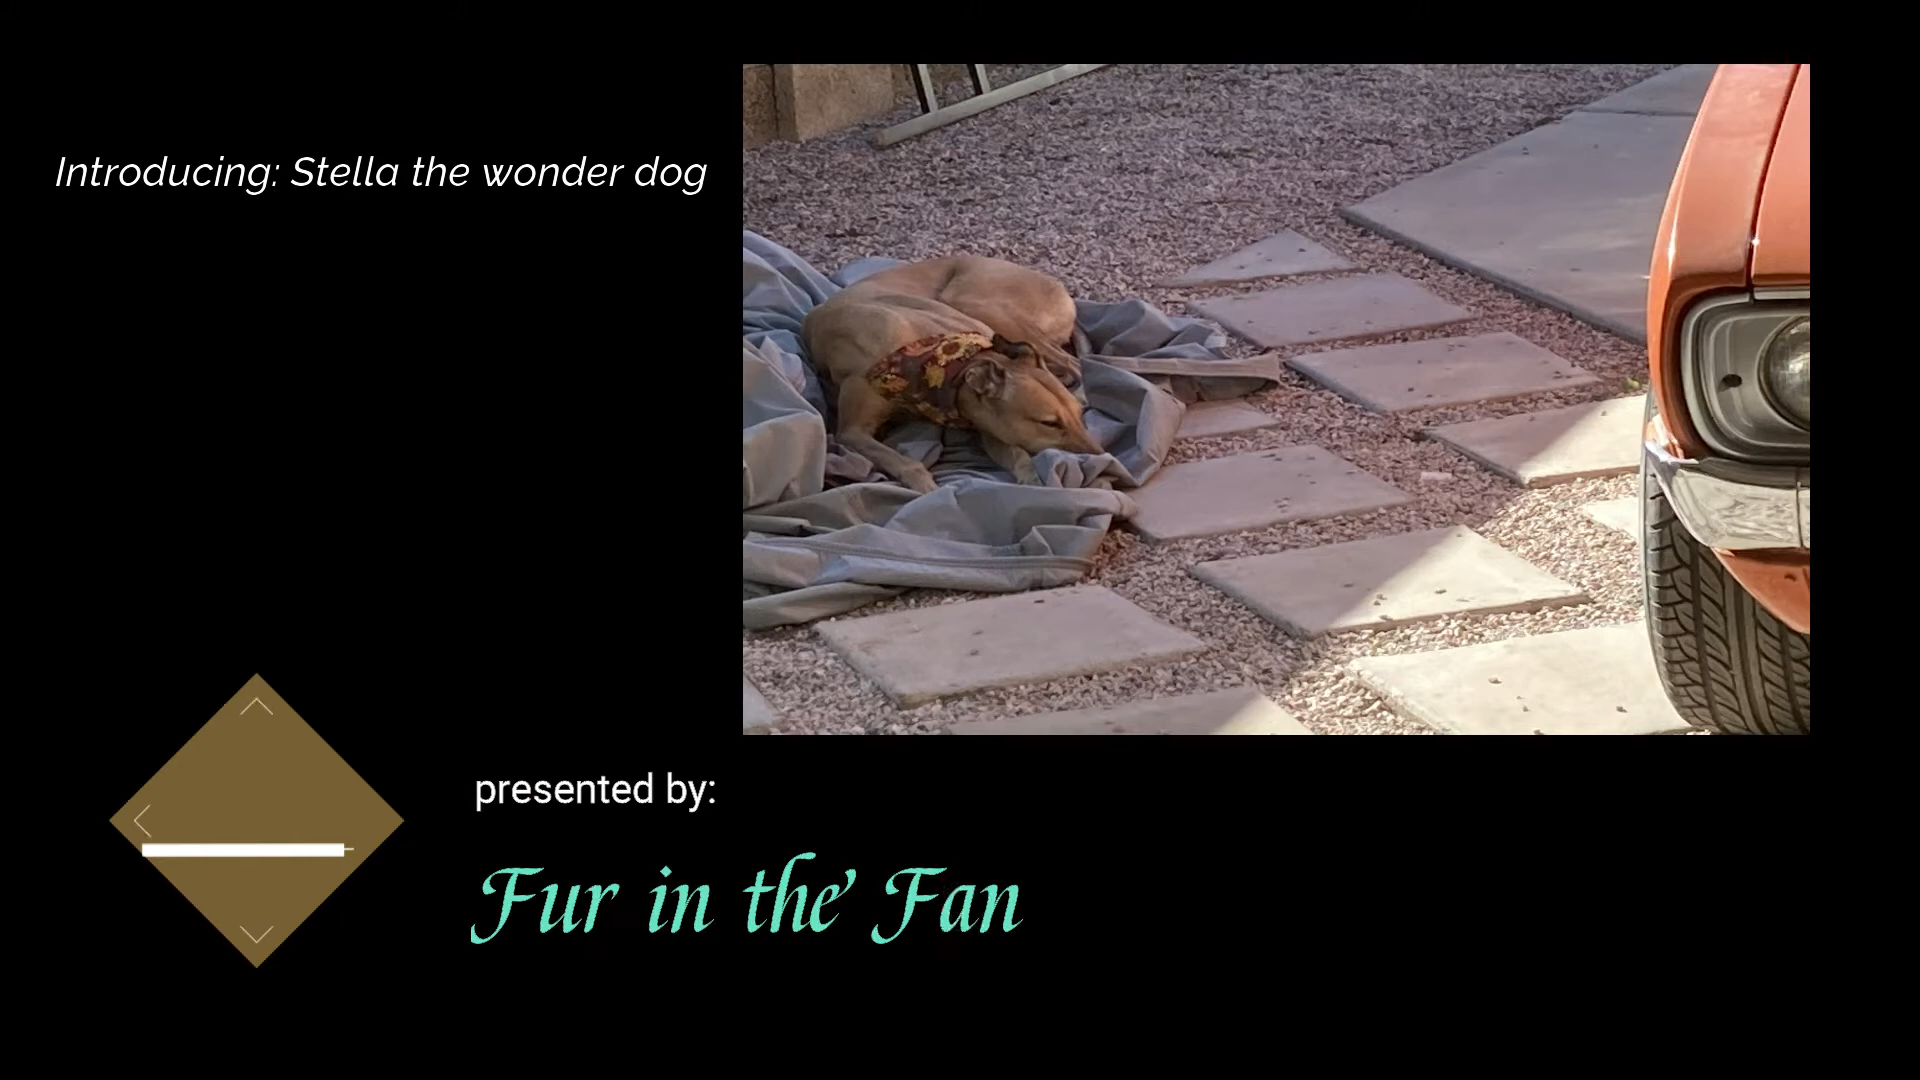 Introducing: Stella the wonder dog
presented by:
Fur in the Fan